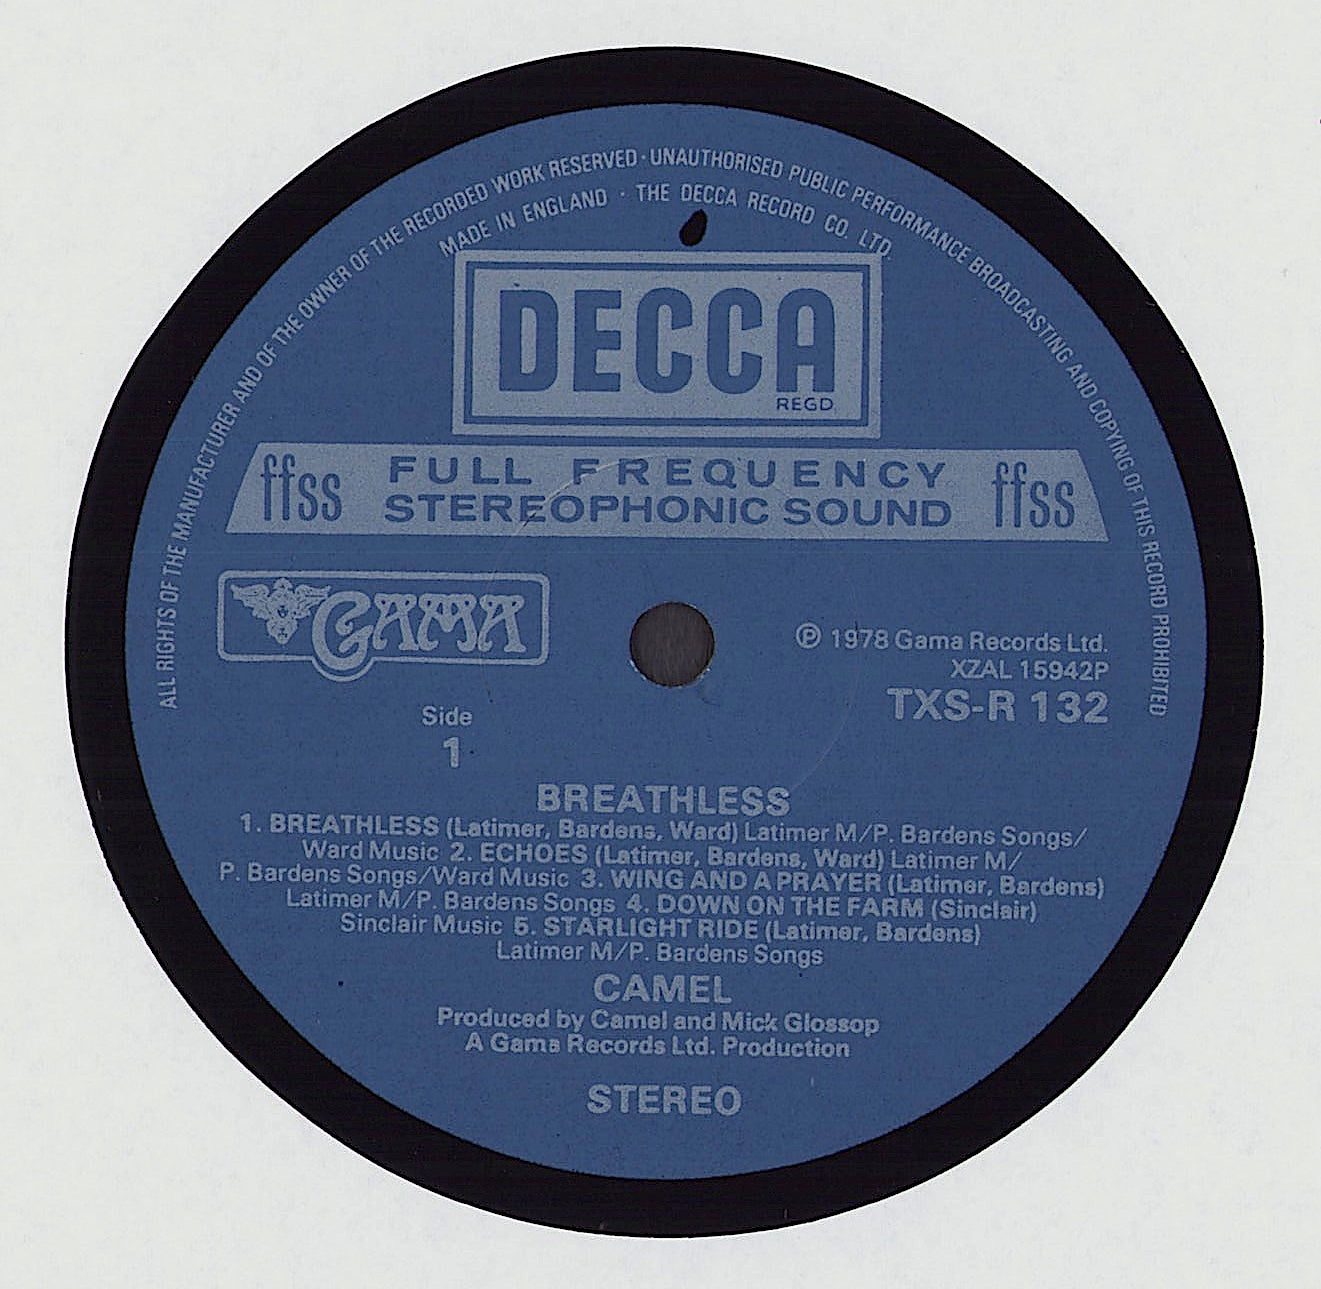 ALL RIGHTS OF THE MANUFACTURER AND OF THE OWNER OF THE RECORDED WORK RESERVED · UNAUTHORISED PUBLIC PERFORMANCE BROADCASTING AND COPYING OF THIS RECORD PROHIBITED
MADE IN ENGLAND · THE DECCA RECORD CO. LTD.
DECCA
REGD
ffss FULL FREQUENCY ffss
STEREOPHONIC SOUND
GAMA
℗ 1978 Gama Records Ltd.
XZAL 15942P
TXS-R 132
Side
1
BREATHLESS
1. BREATHLESS (Latimer, Bardens, Ward) Latimer M/P. Bardens Songs/
Ward Music 2. ECHOES (Latimer, Bardens, Ward) Latimer M/
P. Bardens Songs/Ward Music 3. WING AND A PRAYER (Latimer, Bardens)
Latimer M/P. Bardens Songs 4. DOWN ON THE FARM (Sinclair)
Sinclair Music 5. STARLIGHT RIDE (Latimer, Bardens)
Latimer M/P. Bardens Songs
CAMEL
Produced by Camel and Mick Glossop
A Gama Records Ltd. Production
STEREO